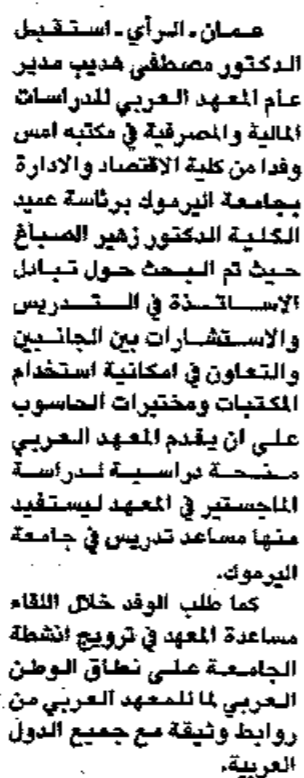 عمان ـ الرأي ـ استقبل
الدكتور مصطفى هديب مدير
عام المعهد العربي للدراسات
المالية والمصرفية في مكتبه امس
وفدا من كلية الاقتصاد والادارة
بجامعة اليرموك برئاسة عميد
الكلية الدكتور زهير الصباغ
حيث تم البحث حول تبادل
الاساتذة في التدريس
والاستشارات بين الجانبين
والتعاون في امكانية استخدام
المكتبات ومختبرات الحاسوب
على ان يقدم المعهد العربي
منحة دراسية لدراسة
الماجستير في المعهد ليستفيد
منها مساعد تدريس في جامعة
اليرموك.
كما طلب الوفد خلال اللقاء
مساعدة المعهد في ترويج انشطة
الجامعة على نطاق الوطن
العربي لما للمعهد العربي من
روابط وثيقة مع جميع الدول
العربية.